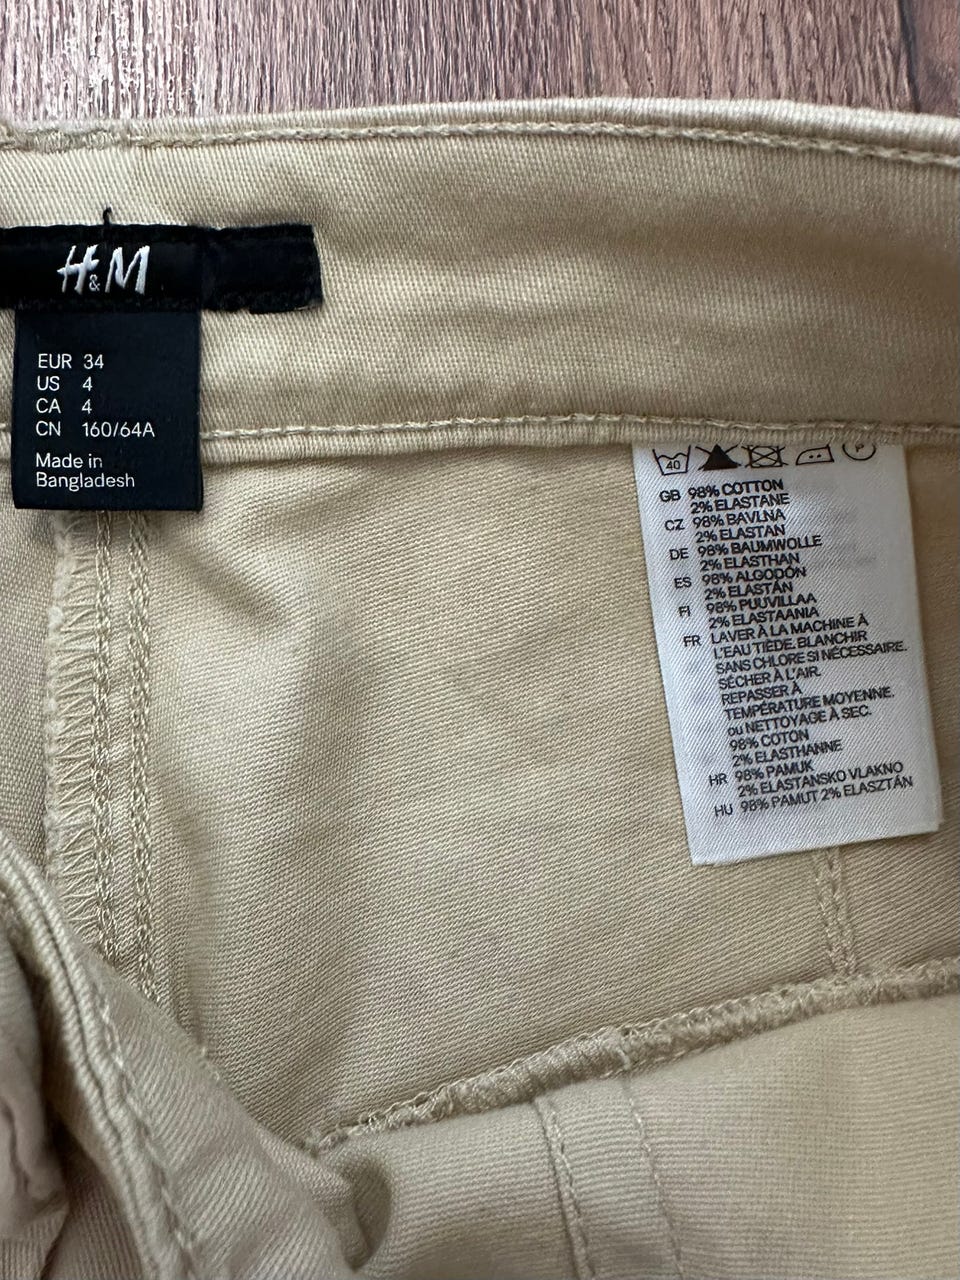 H&M
EUR 34
US 4
CA 4
CN 160/64A
Made in
Bangladesh
40
P
GB 98% COTTON
2% ELASTANE
CZ 98% BAVLNA
2% ELASTAN
DE 98% BAUMWOLLE
2% ELASTHAN
ES 98% ALGODÓN
2% ELASTÁN
FI 98% PUUVILLAA
2% ELASTAANIA
FR LAVER À LA MACHINE À
L'EAU TIÈDE. BLANCHIR
SANS CHLORE SI NÉCESSAIRE.
SÉCHER À L'AIR.
REPASSER À
TEMPÉRATURE MOYENNE.
ou NETTOYAGE À SEC.
98% COTON
2% ELASTHANNE
HR 98% PAMUK
2% ELASTANSKO VLAKNO
HU 98% PAMUT 2% ELASZTÁN